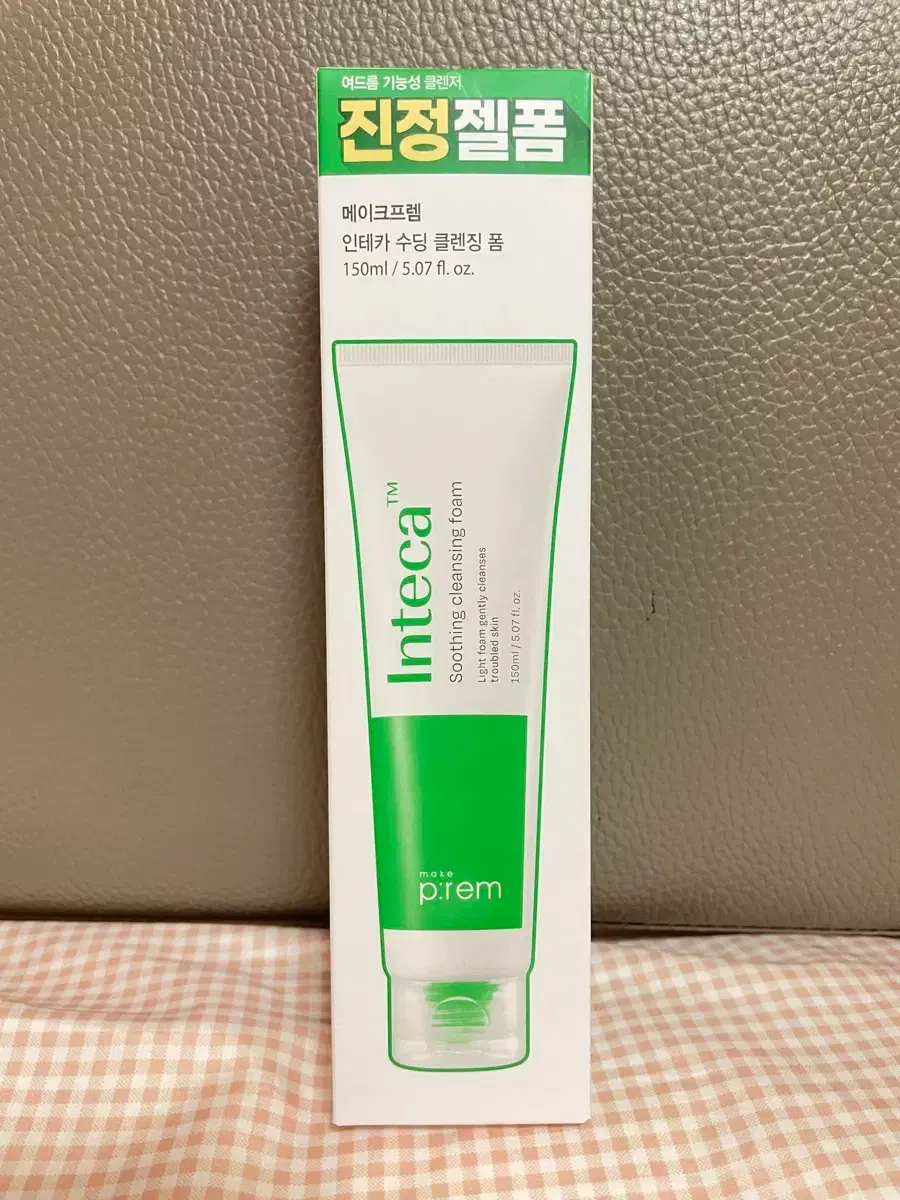 여드름 기능성 클렌저
진정젤폼
메이크프렘
인테카 수딩 클렌징 폼
150ml / 5.07 fl. oz.
Inteca™
Soothing cleansing foam
Light foam gently cleanses
troubled skin
150ml / 5.07 fl. oz.
make
p:rem